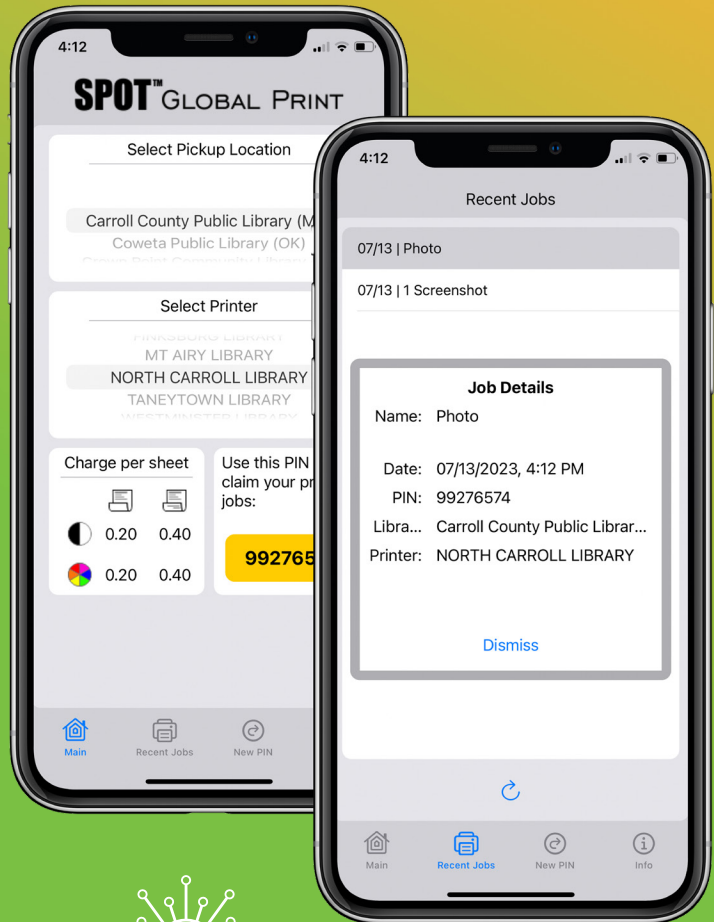 4:12
SPOT™ GLOBAL PRINT
Select Pickup Location
Carroll County Public Library (M
Coweta Public Library (OK)
Select Printer
MT AIRY LIBRARY
NORTH CARROLL LIBRARY
TANEYTOWN LIBRARY
WESTMINSTER LIBRARY
Charge per sheet
0.20 0.40
0.20 0.40
Use this PIN
claim your pr
jobs:
992765
Main
Recent Jobs
New PIN
4:12
Recent Jobs
07/13 | Photo
07/13 | 1 Screenshot
Job Details
Name: Photo
Date: 07/13/2023, 4:12 PM
PIN: 99276574
Libra... Carroll County Public Librar...
Printer: NORTH CARROLL LIBRARY
Dismiss
Main
Recent Jobs
New PIN
Info